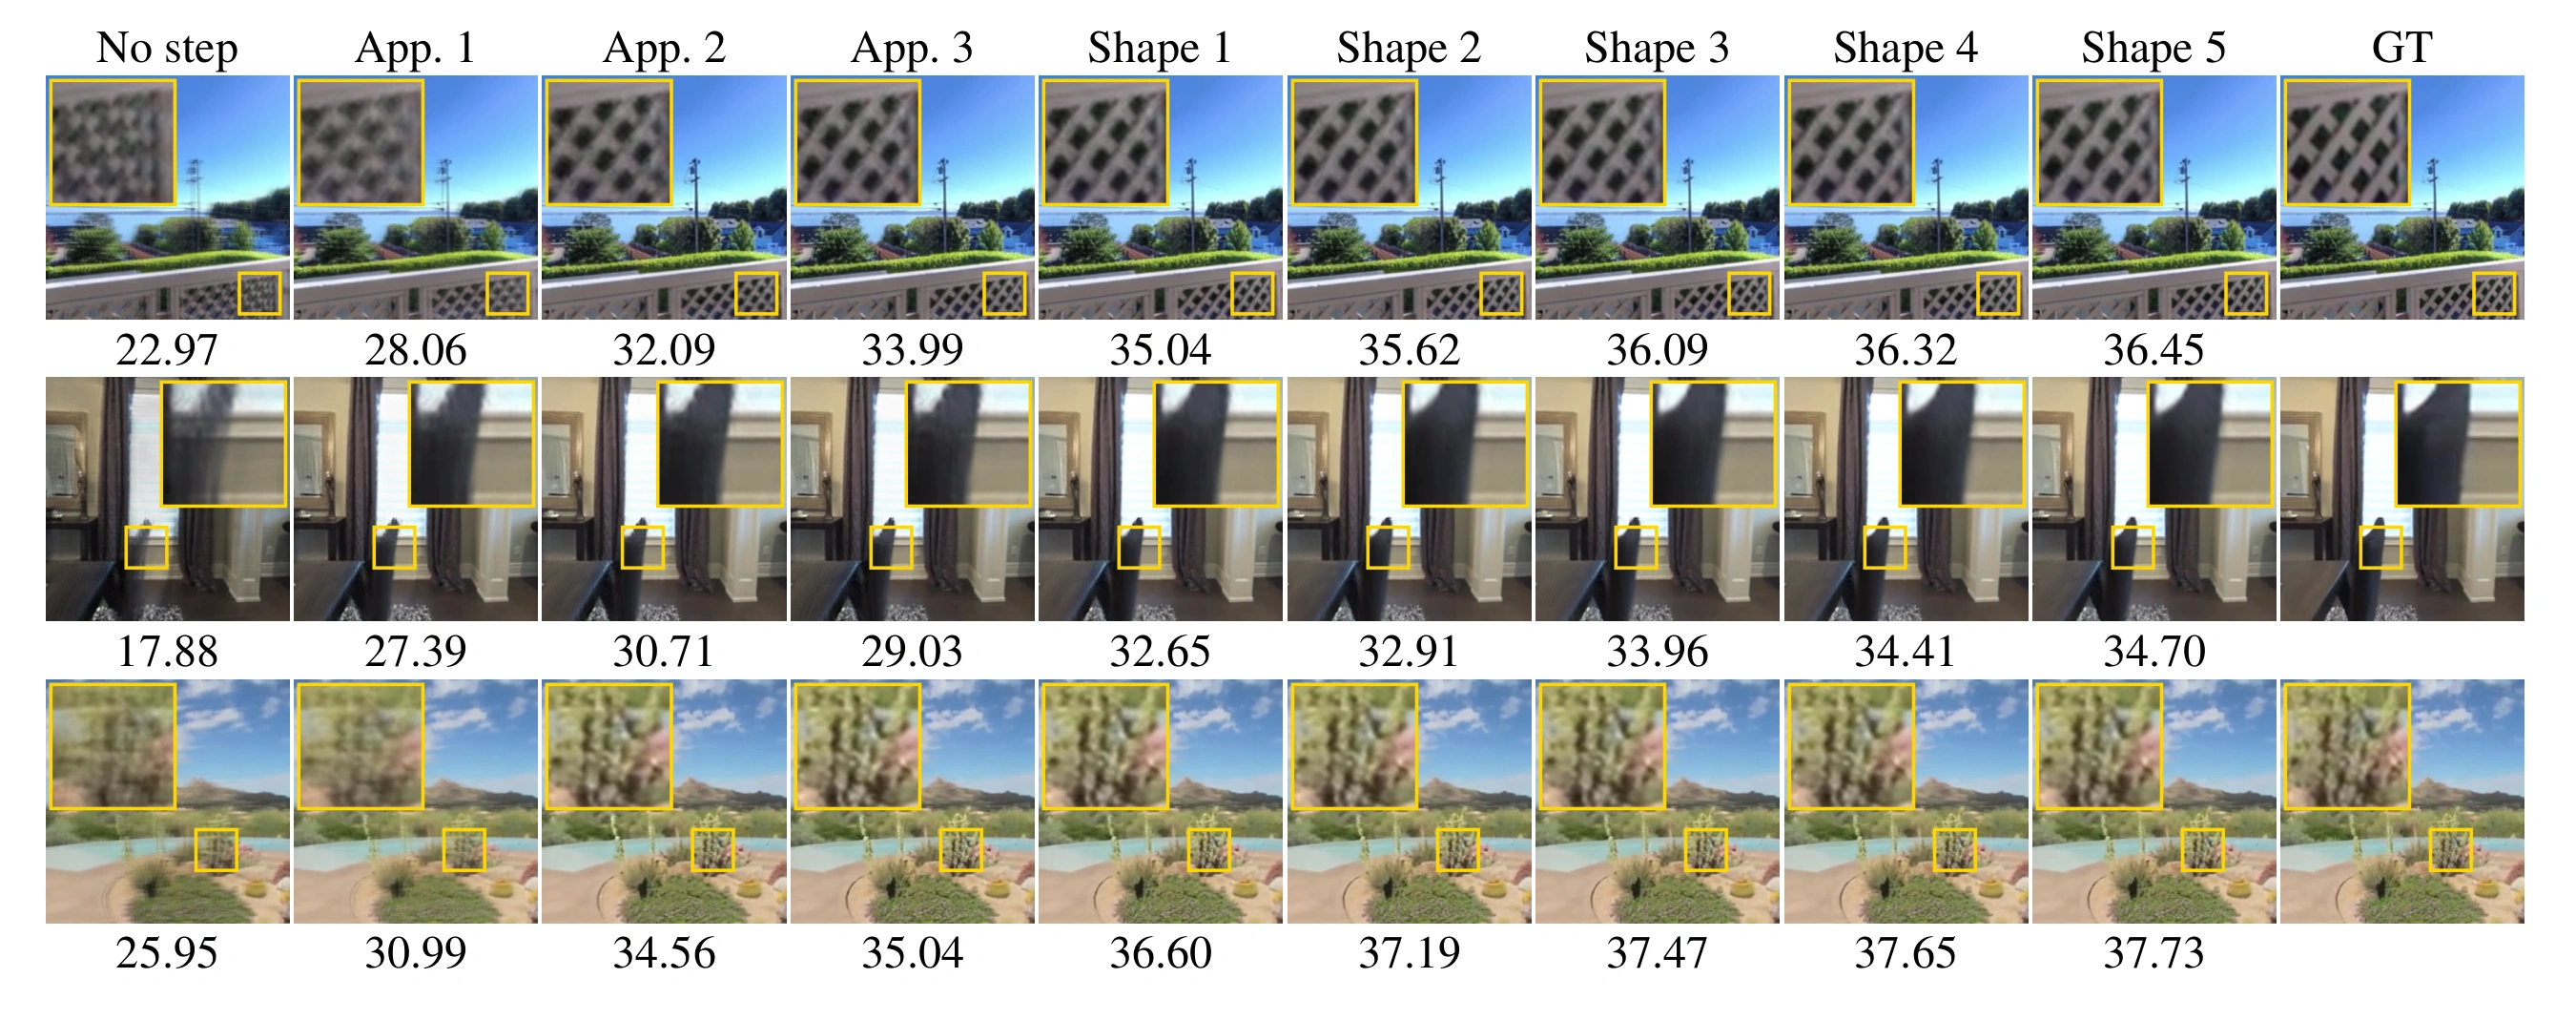 No step App. 1 App. 2 App. 3 Shape 1 Shape 2 Shape 3 Shape 4 Shape 5 GT
22.97 28.06 32.09 33.99 35.04 35.62 36.09 36.32 36.45
17.88 27.39 30.71 29.03 32.65 32.91 33.96 34.41 34.70
25.95 30.99 34.56 35.04 36.60 37.19 37.47 37.65 37.73